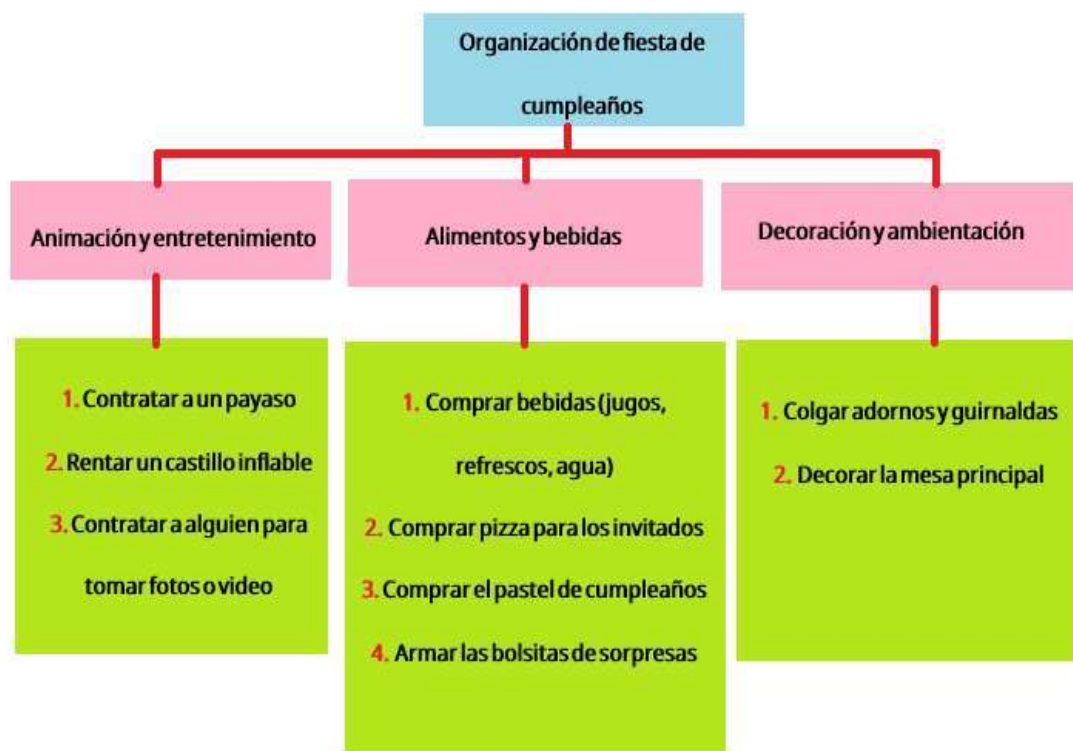 Organización de fiesta de
cumpleaños
Animación y entretenimiento
Alimentos y bebidas
Decoración y ambientación
1. Contratar a un payaso
2. Rentar un castillo inflable
3. Contratar a alguien para
tomar fotos o video
1. Comprar bebidas (jugos,
refrescos, agua)
2. Comprar pizza para los invitados
3. Comprar el pastel de cumpleaños
4. Armar las bolsitas de sorpresas
1. Colgar adornos y guirnaldas
2. Decorar la mesa principal